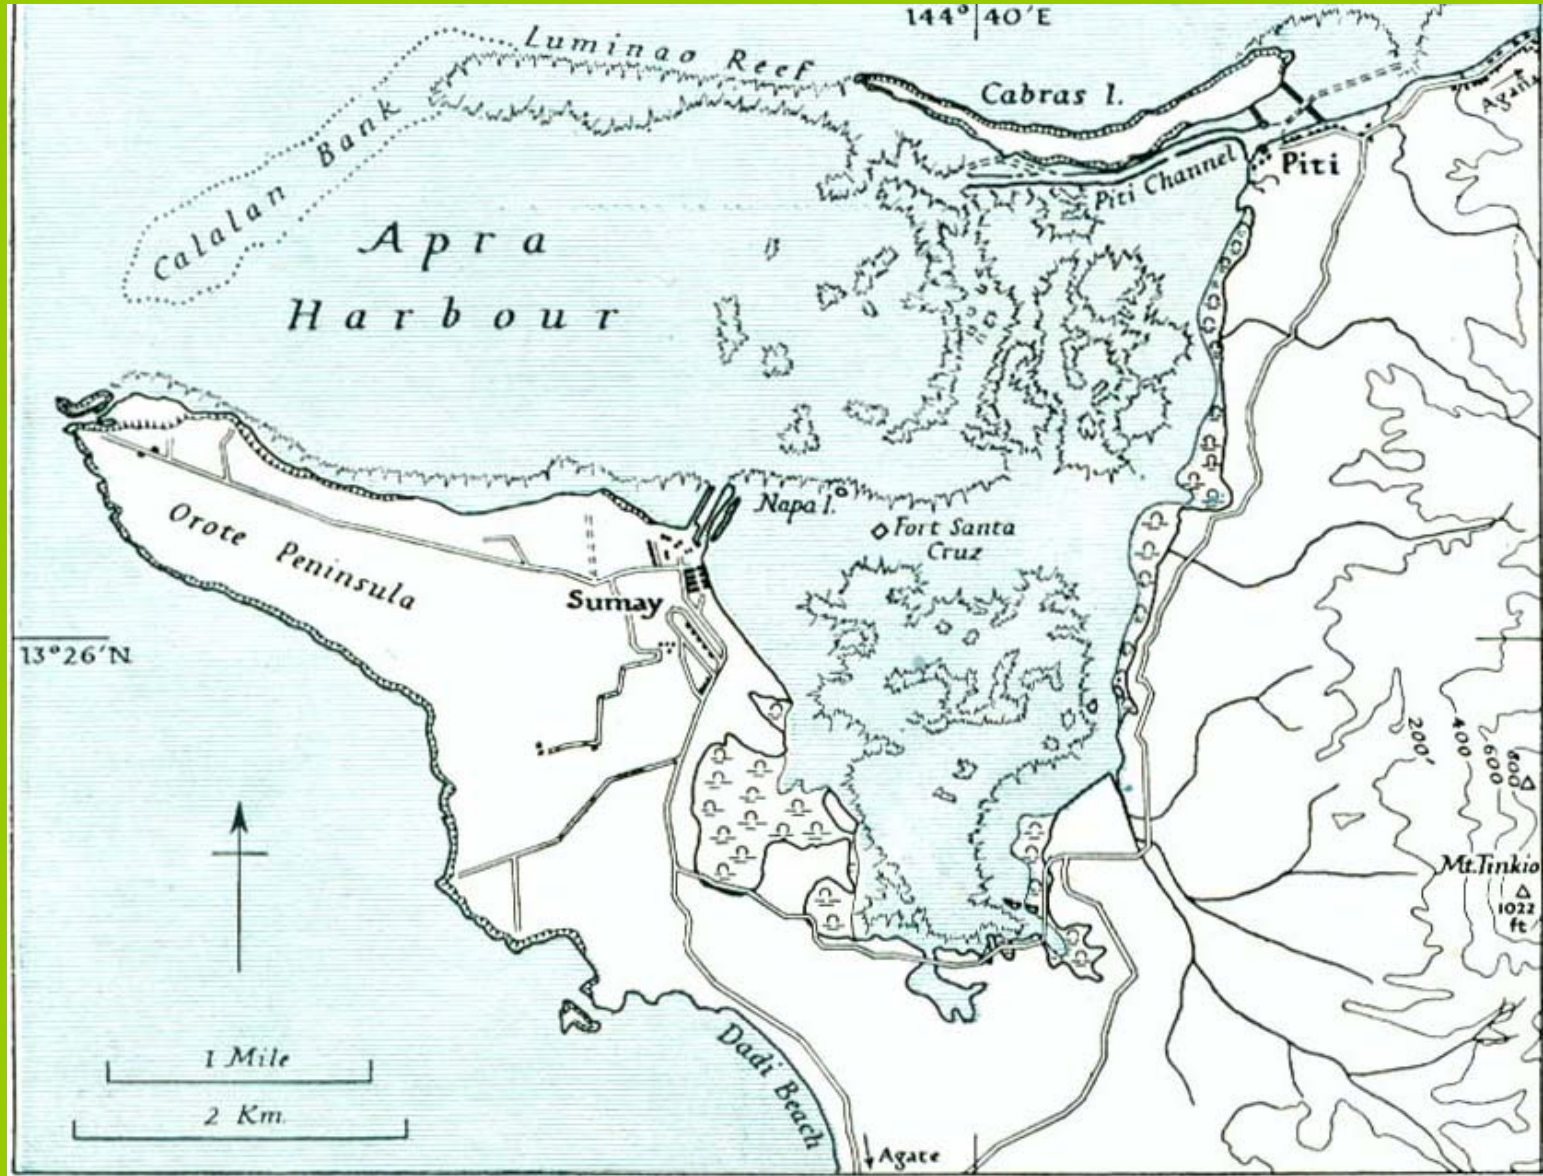 144° 40'E
Luminao Reef
Cabras I.
Agaña
Calalan Bank
Piti
Piti Channel
Apra
Harbour
Napa I.
Orote Peninsula
Fort Santa
Cruz
Sumay
13°26'N
200'
400
600
800
Mt.Tinkio
1022
ft
1 Mile
2 Km.
Dadi Beach
Agate